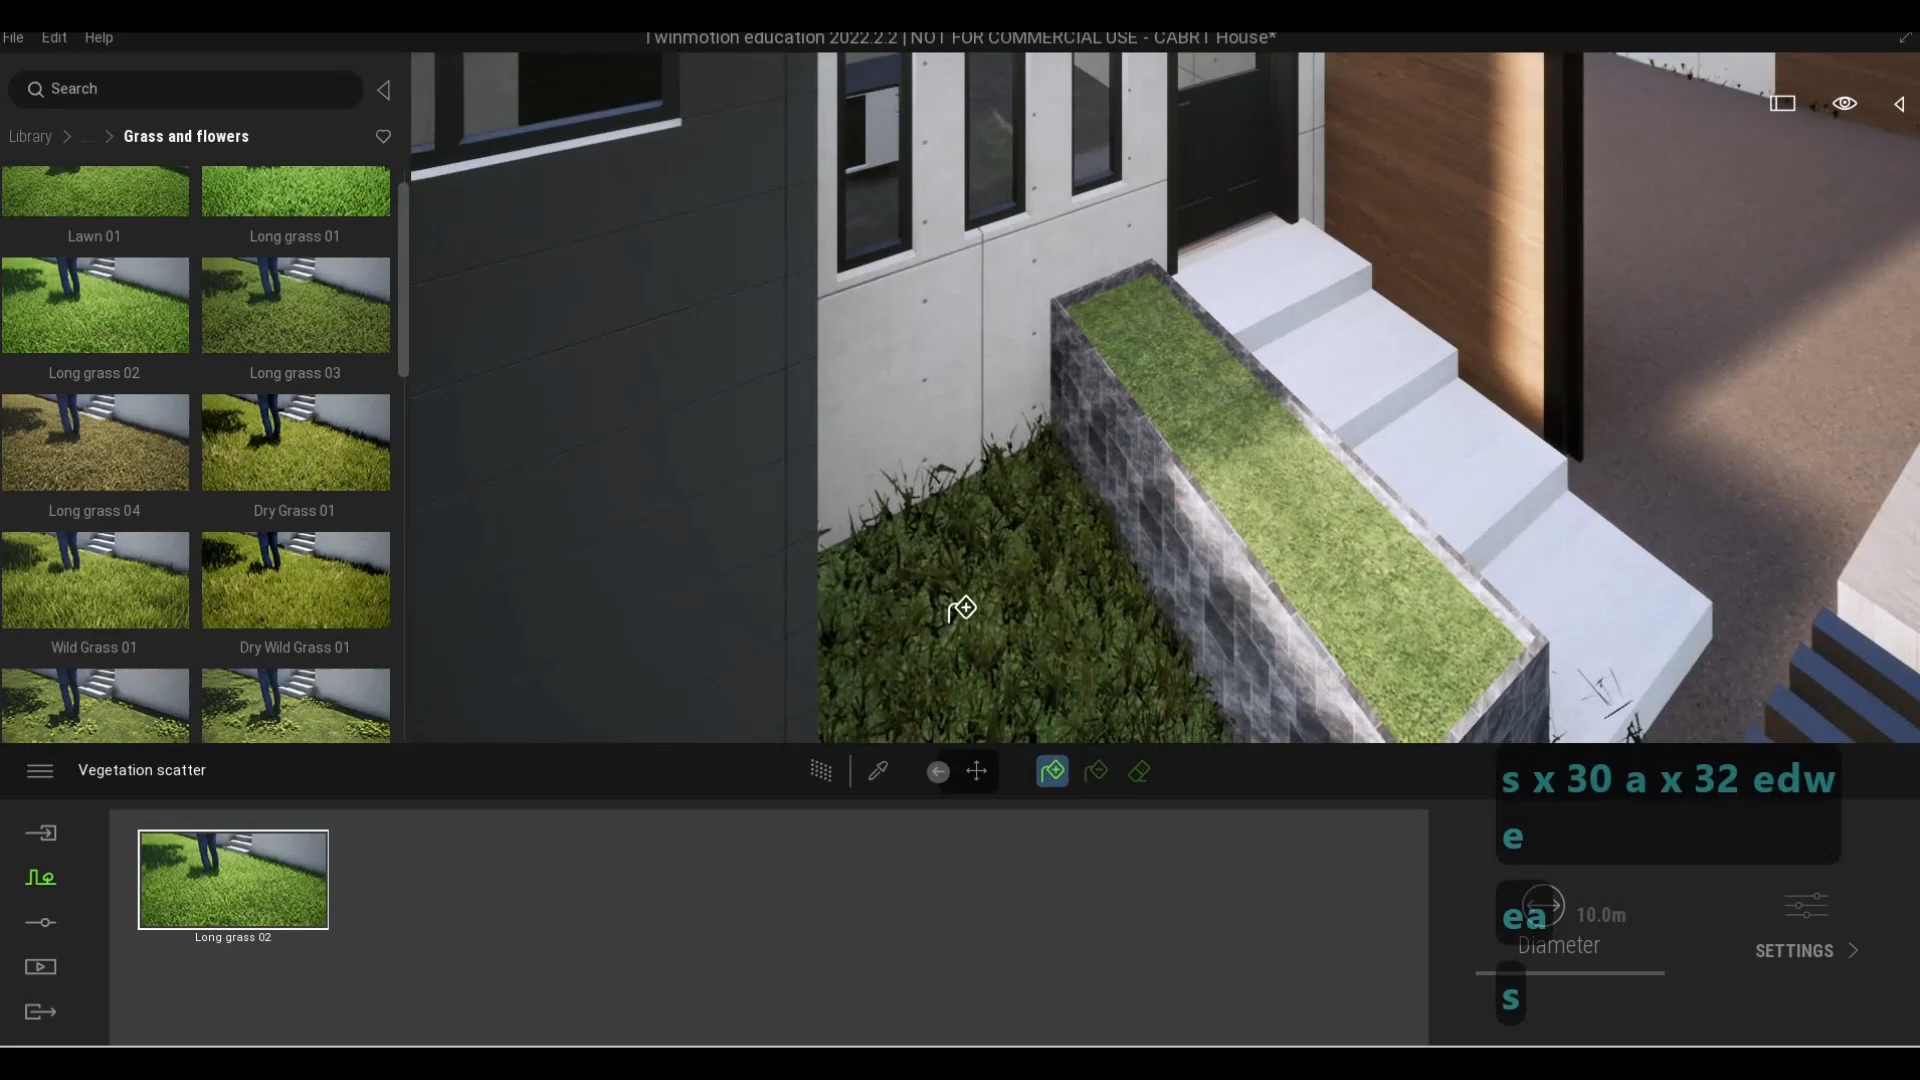 File Edit Help
Twinmotion education 2022.2.2 | NOT FOR COMMERCIAL USE - CABRT House*
Search
Library > .... > Grass and flowers
Lawn 01
Long grass 01
Long grass 02
Long grass 03
Long grass 04
Dry Grass 01
Wild Grass 01
Dry Wild Grass 01
Vegetation scatter
s x 30 a x 32 edw
e
Long grass 02
ea
10.0m
Diameter
SETTINGS >
s